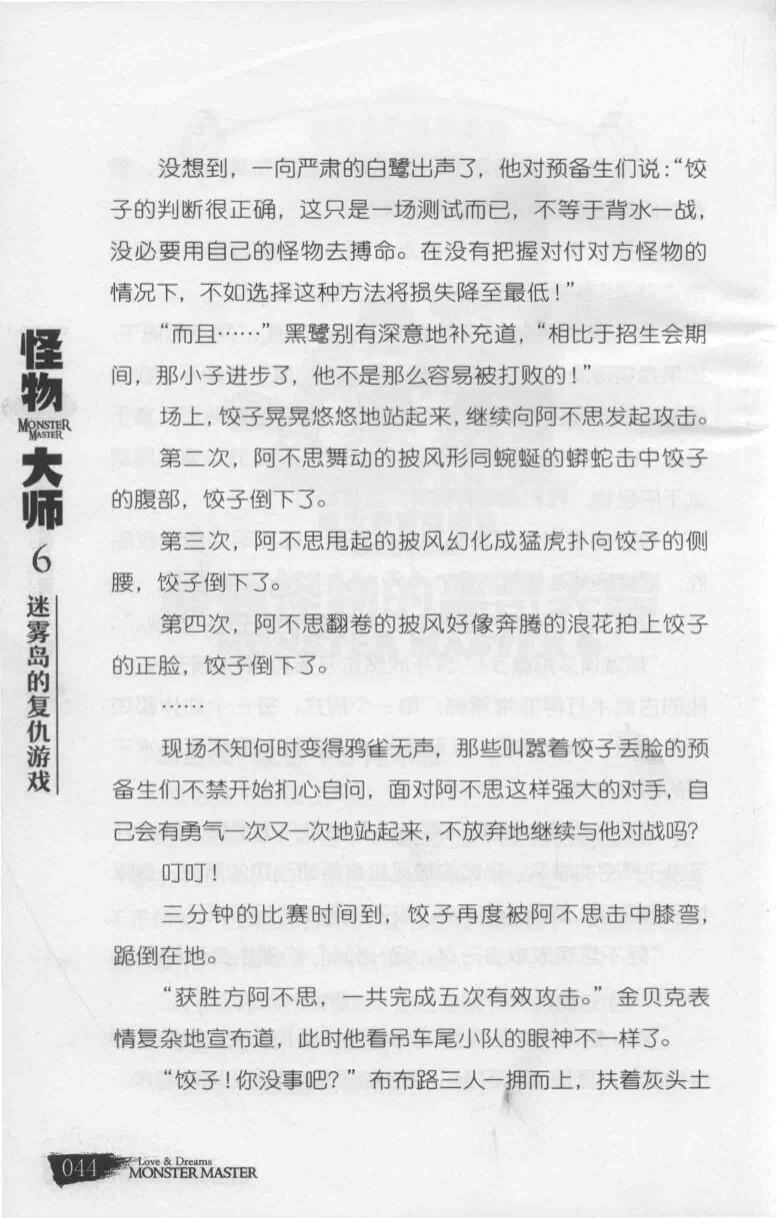 没想到，一向严肃的白鹭出声了，他对预备生们说：“饺
子的判断很正确，这只是一场测试而已，不等于背水一战，
没必要用自己的怪物去搏命。在没有把握对付对方怪物的
情况下，不如选择这种方法将损失降至最低！”
“而且……”黑鹭别有深意地补充道，“相比于招生会期
间，那小子进步了，他不是那么容易被打败的！”
场上，饺子晃晃悠悠地站起来，继续向阿不思发起攻击。
第二次，阿不思舞动的披风形同蜿蜒的蟒蛇击中饺子
的腹部，饺子倒下了。
第三次，阿不思甩起的披风幻化成猛虎扑向饺子的侧
腰，饺子倒下了。
第四次，阿不思翻卷的披风好像奔腾的浪花拍上饺子
的正脸，饺子倒下了。
……
现场不知何时变得鸦雀无声，那些叫嚣着饺子丢脸的预
备生们不禁开始扪心自问，面对阿不思这样强大的对手，自
己会有勇气一次又一次地站起来，不放弃地继续与他对战吗？
叮叮！
三分钟的比赛时间到，饺子再度被阿不思击中膝弯，
跪倒在地。
“获胜方阿不思，一共完成五次有效攻击。”金贝克表
情复杂地宣布道，此时他看吊车尾小队的眼神不一样了。
“饺子！你没事吧？”布布路三人一拥而上，扶着灰头土
怪物
MONSTER
MASTER
大师
6
迷雾岛的复仇游戏
044
Love & Dreams
MONSTER MASTER